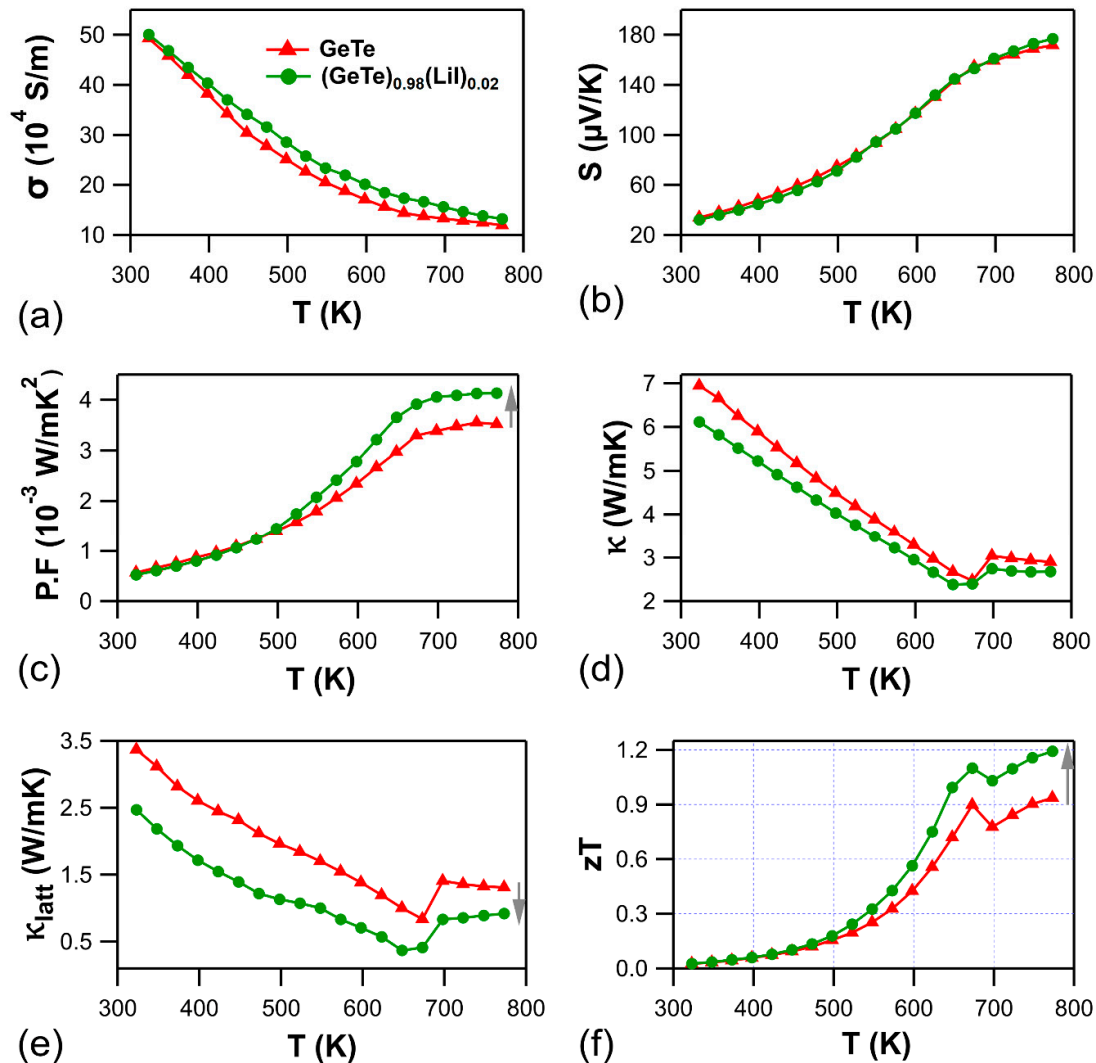 50
40
30
20
10
300 400 500 600 700 800
σ (10⁴ S/m)
T (K)
GeTe
(GeTe)₀.₉₈(LiI)₀.₀₂
(a)
180
140
100
60
20
300 400 500 600 700 800
S (μV/K)
T (K)
(b)
4
3
2
1
0
300 400 500 600 700 800
P.F (10⁻³ W/mK²)
T (K)
(c)
7
6
5
4
3
2
300 400 500 600 700 800
κ (W/mK)
T (K)
(d)
3.5
2.5
1.5
0.5
300 400 500 600 700 800
κlatt (W/mK)
T (K)
(e)
1.2
0.9
0.6
0.3
0.0
300 400 500 600 700 800
zT
T (K)
(f)